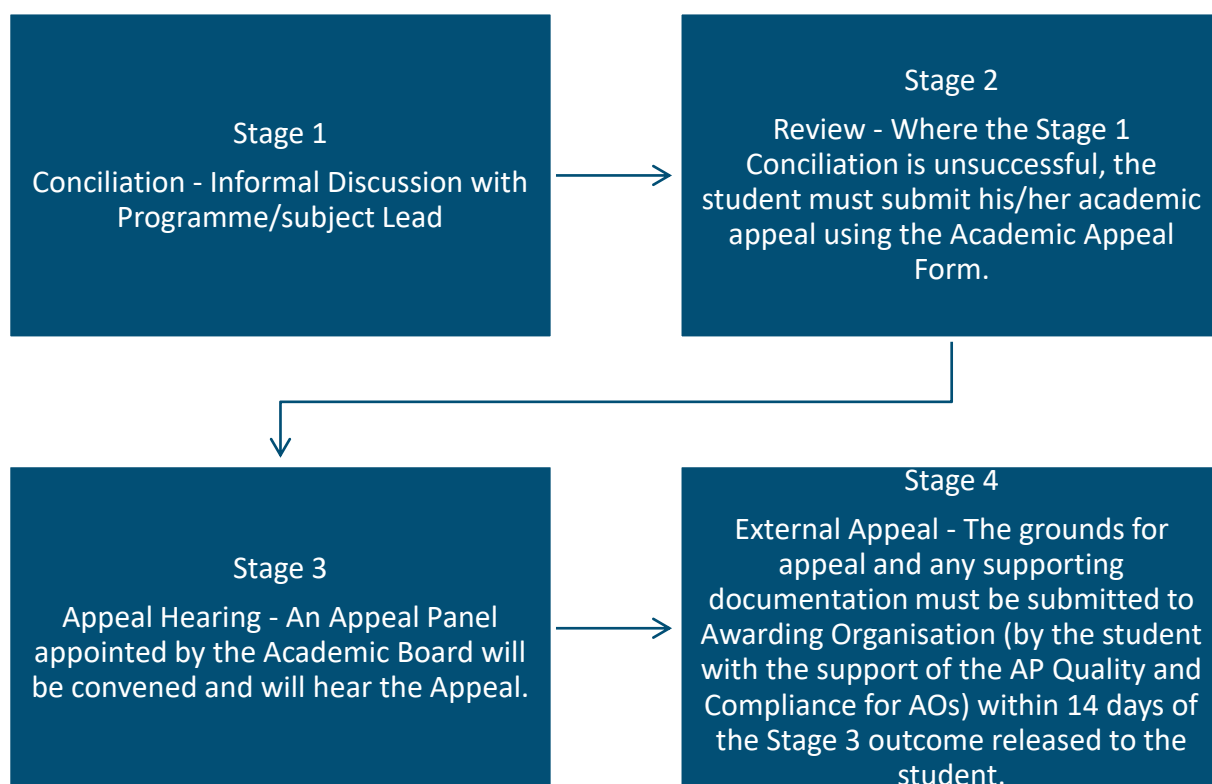 Stage 1
Conciliation - Informal Discussion with
Programme/subject Lead
Stage 2
Review - Where the Stage 1
Conciliation is unsuccessful, the
student must submit his/her academic
appeal using the Academic Appeal
Form.
Stage 3
Appeal Hearing - An Appeal Panel
appointed by the Academic Board will
be convened and will hear the Appeal.
Stage 4
External Appeal - The grounds for
appeal and any supporting
documentation must be submitted to
Awarding Organisation (by the student
with the support of the AP Quality and
Compliance for AOs) within 14 days of
the Stage 3 outcome released to the
student.